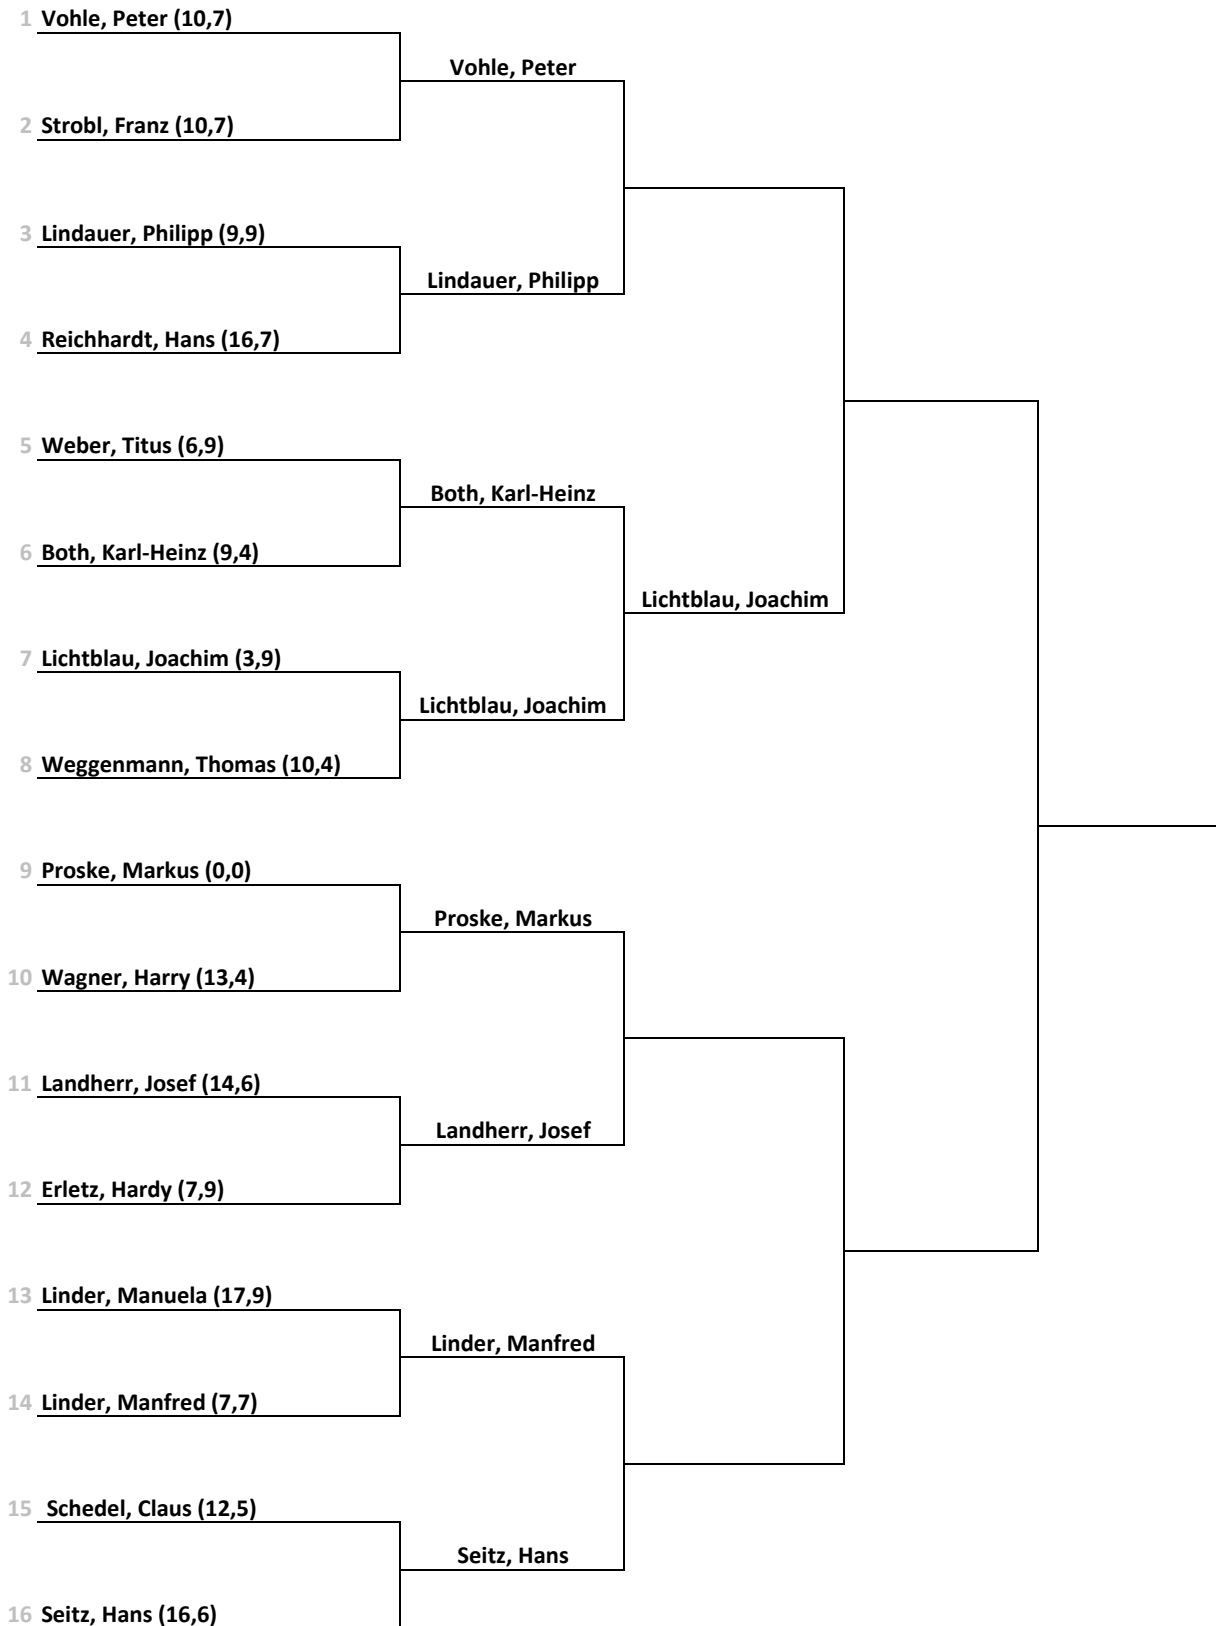 1 Vohle, Peter (10,7)
Vohle, Peter
2 Strobl, Franz (10,7)
3 Lindauer, Philipp (9,9)
Lindauer, Philipp
4 Reichhardt, Hans (16,7)
5 Weber, Titus (6,9)
Both, Karl-Heinz
6 Both, Karl-Heinz (9,4)
Lichtblau, Joachim
7 Lichtblau, Joachim (3,9)
Lichtblau, Joachim
8 Weggenmann, Thomas (10,4)
9 Proske, Markus (0,0)
Proske, Markus
10 Wagner, Harry (13,4)
11 Landherr, Josef (14,6)
Landherr, Josef
12 Erletz, Hardy (7,9)
13 Linder, Manuela (17,9)
Linder, Manfred
14 Linder, Manfred (7,7)
15 Schedel, Claus (12,5)
Seitz, Hans
16 Seitz, Hans (16,6)